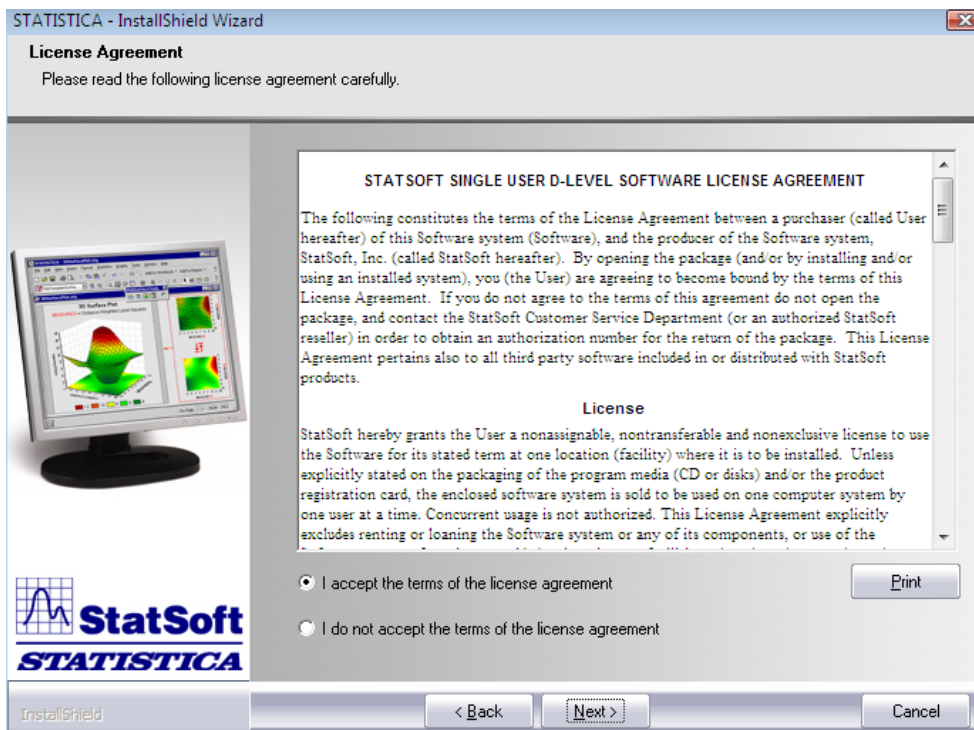 STATISTICA - InstallShield Wizard
License Agreement
Please read the following license agreement carefully.
STATSOFT SINGLE USER D-LEVEL SOFTWARE LICENSE AGREEMENT
The following constitutes the terms of the License Agreement between a purchaser (called User
hereafter) of this Software system (Software), and the producer of the Software system,
StatSoft, Inc. (called StatSoft hereafter). By opening the package (and/or by installing and/or
using an installed system), you (the User) are agreeing to become bound by the terms of this
License Agreement. If you do not agree to the terms of this agreement do not open the
package, and contact the StatSoft Customer Service Department (or an authorized StatSoft
reseller) in order to obtain an authorization number for the return of the package. This License
Agreement pertains also to all third party software included in or distributed with StatSoft
products.
License
StatSoft hereby grants the User a nonassignable, nontransferable and nonexclusive license to use
the Software for its stated term at one location (facility) where it is to be installed. Unless
explicitly stated on the packaging of the program media (CD or disks) and/or the product
registration card, the enclosed software system is sold to be used on one computer system by
one user at a time. Concurrent usage is not authorized. This License Agreement explicitly
excludes renting or loaning the Software system or any of its components, or use of the
3D Surface Plot
I accept the terms of the license agreement
Print
I do not accept the terms of the license agreement
StatSoft
STATISTICA
InstallShield
< Back
Next >
Cancel